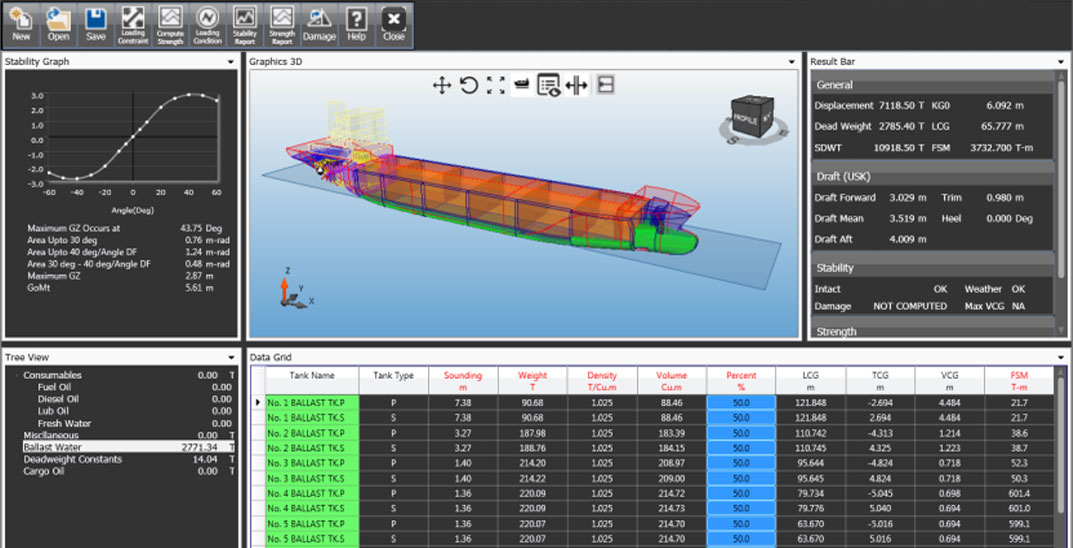 New Open Save Loading Constraint Compute Strength Loading Condition Stability Report Strength Report Damage Help Close
Stability Graph
3.0
2.0
1.0
0.0
-1.0
-2.0
-3.0
-60 -40 -20 0 20 40 60
Angle[Deg]
Maximum GZ Occurs at 43.75 Deg
Area Upto 30 deg 0.76 m-rad
Area Upto 40 deg/Angle DF 1.24 m-rad
Area 30 deg - 40 deg/Angle DF 0.48 m-rad
Maximum GZ 2.87 m
GoMt 5.61 m
Graphics 3D
PROFILE
S
E
Z
Y
X
Result Bar
General
Displacement 7118.50 T KG0 6.092 m
Dead Weight 2785.40 T LCG 65.777 m
SDWT 10918.50 T FSM 3732.700 T-m
Draft (USK)
Draft Forward 3.029 m Trim 0.980 m
Draft Mean 3.519 m Heel 0.000 Deg
Draft Aft 4.009 m
Stability
Intact OK Weather OK
Damage NOT COMPUTED Max VCG NA
Strength
Tree View
Consumables 0.00 T
Fuel Oil 0.00
Diesel Oil 0.00
Lub Oil 0.00
Fresh Water 0.00
Miscllaneous 0.00 T
Ballast Water 2771.34 T
Deadweight Constants 14.04 T
Cargo Oil 0.00 T
Data Grid
Tank Name Tank Type Sounding Weight Density Volume Percent LCG TCG VCG FSM
m T T/Cu.m Cu.m % m m m T-m
No. 1 BALLAST TK.P P 7.38 90.68 1.025 88.46 50.0 121.848 -2.694 4.484 21.7
No. 1 BALLAST TK.S S 7.38 90.68 1.025 88.46 50.0 121.848 2.694 4.484 21.7
No. 2 BALLAST TK.P P 3.27 187.98 1.025 183.39 50.0 110.742 -4.313 1.214 38.6
No. 2 BALLAST TK.S S 3.27 188.76 1.025 184.15 50.0 110.745 4.325 1.223 38.7
No. 3 BALLAST TK.P P 1.40 214.20 1.025 208.97 50.0 95.644 -4.824 0.718 52.3
No. 3 BALLAST TK.S S 1.40 214.22 1.025 209.00 50.0 95.645 4.824 0.718 50.3
No. 4 BALLAST TK.P P 1.36 220.09 1.025 214.72 50.0 79.734 -5.045 0.698 601.4
No. 4 BALLAST TK.S S 1.36 220.09 1.025 214.73 50.0 79.776 5.040 0.694 601.0
No. 5 BALLAST TK.P P 1.36 220.07 1.025 214.70 50.0 63.670 -5.016 0.694 599.1
No. 5 BALLAST TK.S S 1.36 220.07 1.025 214.70 50.0 63.670 5.016 0.694 599.1